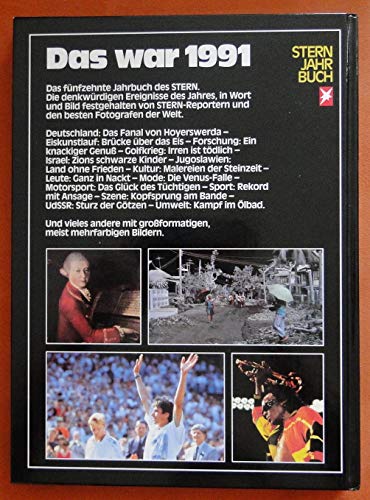 Das war 1991
STERN
JAHR
BUCH
Das fünfzehnte Jahrbuch des STERN.
Die denkwürdigen Ereignisse des Jahres, in Wort
und Bild festgehalten von STERN-Reportern und
den besten Fotografen der Welt.
Deutschland: Das Fanal von Hoyerswerda –
Eiskunstlauf: Brücke über das Eis – Forschung: Ein
knackiger Genuß – Golfkrieg: Irren ist tödlich –
Israel: Zions schwarze Kinder – Jugoslawien:
Land ohne Frieden – Kultur: Malereien der Steinzeit –
Leute: Ganz in Nackt – Mode: Die Venus-Falle –
Motorsport: Das Glück des Tüchtigen – Sport: Rekord
mit Ansage – Szene: Kopfsprung am Bande –
UdSSR: Sturz der Götzen – Umwelt: Kampf im Ölbad.
Und vieles andere mit großformatigen,
meist mehrfarbigen Bildern.